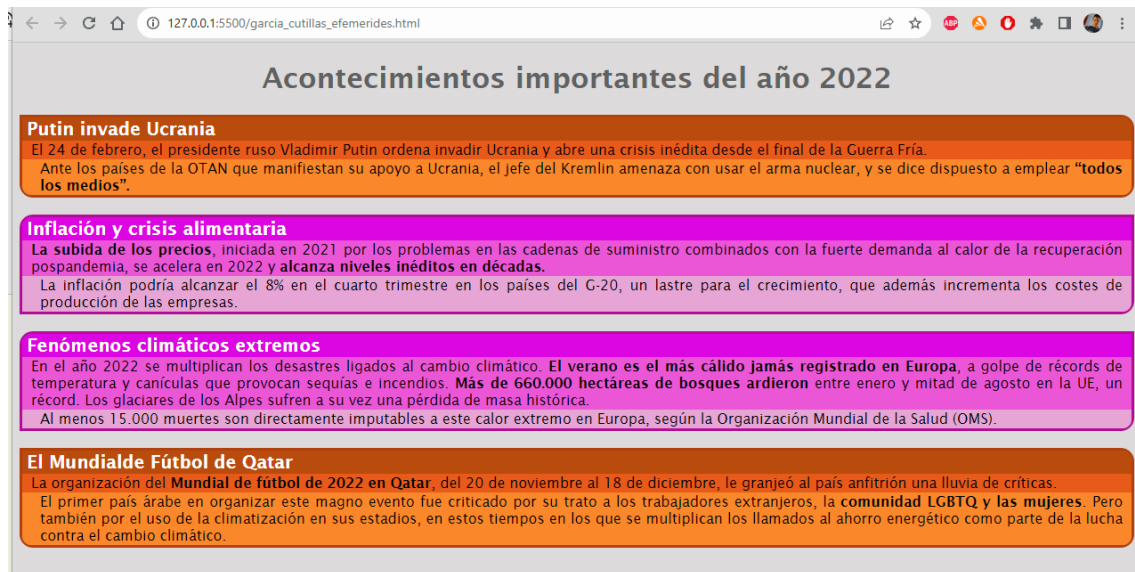 127.0.0.1:5500/garcia_cutillas_efemerides.html
ABP
Acontecimientos importantes del año 2022
Putin invade Ucrania
El 24 de febrero, el presidente ruso Vladimir Putin ordena invadir Ucrania y abre una crisis inédita desde el final de la Guerra Fría.
Ante los países de la OTAN que manifiestan su apoyo a Ucrania, el jefe del Kremlin amenaza con usar el arma nuclear, y se dice dispuesto a emplear “todos
los medios”.
Inflación y crisis alimentaria
La subida de los precios, iniciada en 2021 por los problemas en las cadenas de suministro combinados con la fuerte demanda al calor de la recuperación
pospandemia, se acelera en 2022 y alcanza niveles inéditos en décadas.
La inflación podría alcanzar el 8% en el cuarto trimestre en los países del G-20, un lastre para el crecimiento, que además incrementa los costes de
producción de las empresas.
Fenómenos climáticos extremos
En el año 2022 se multiplican los desastres ligados al cambio climático. El verano es el más cálido jamás registrado en Europa, a golpe de récords de
temperatura y canículas que provocan sequías e incendios. Más de 660.000 hectáreas de bosques ardieron entre enero y mitad de agosto en la UE, un
récord. Los glaciares de los Alpes sufren a su vez una pérdida de masa histórica.
Al menos 15.000 muertes son directamente imputables a este calor extremo en Europa, según la Organización Mundial de la Salud (OMS).
El Mundialde Fútbol de Qatar
La organización del Mundial de fútbol de 2022 en Qatar, del 20 de noviembre al 18 de diciembre, le granjeó al país anfitrión una lluvia de críticas.
El primer país árabe en organizar este magno evento fue criticado por su trato a los trabajadores extranjeros, la comunidad LGBTQ y las mujeres. Pero
también por el uso de la climatización en sus estadios, en estos tiempos en los que se multiplican los llamados al ahorro energético como parte de la lucha
contra el cambio climático.